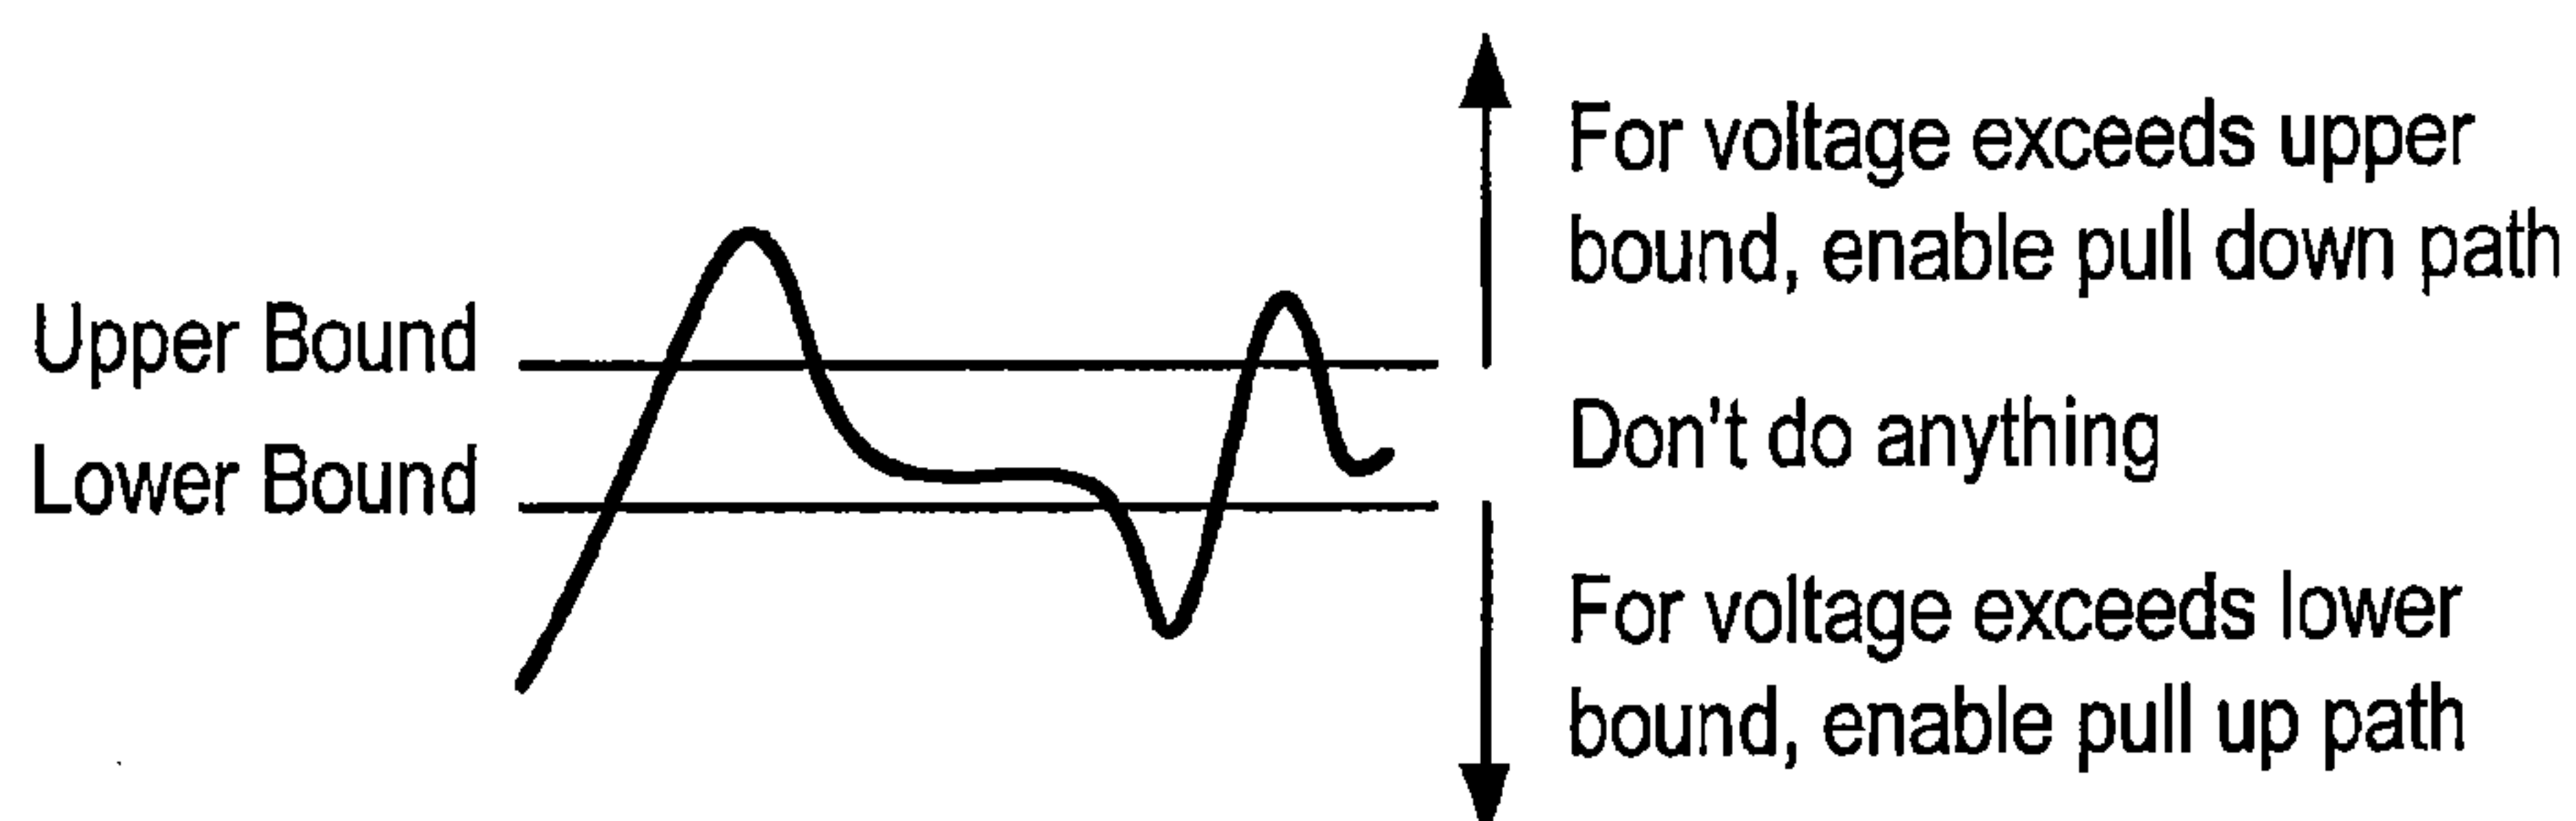 Upper Bound
Lower Bound
For voltage exceeds upper
bound, enable pull down path
Don't do anything
For voltage exceeds lower
bound, enable pull up path